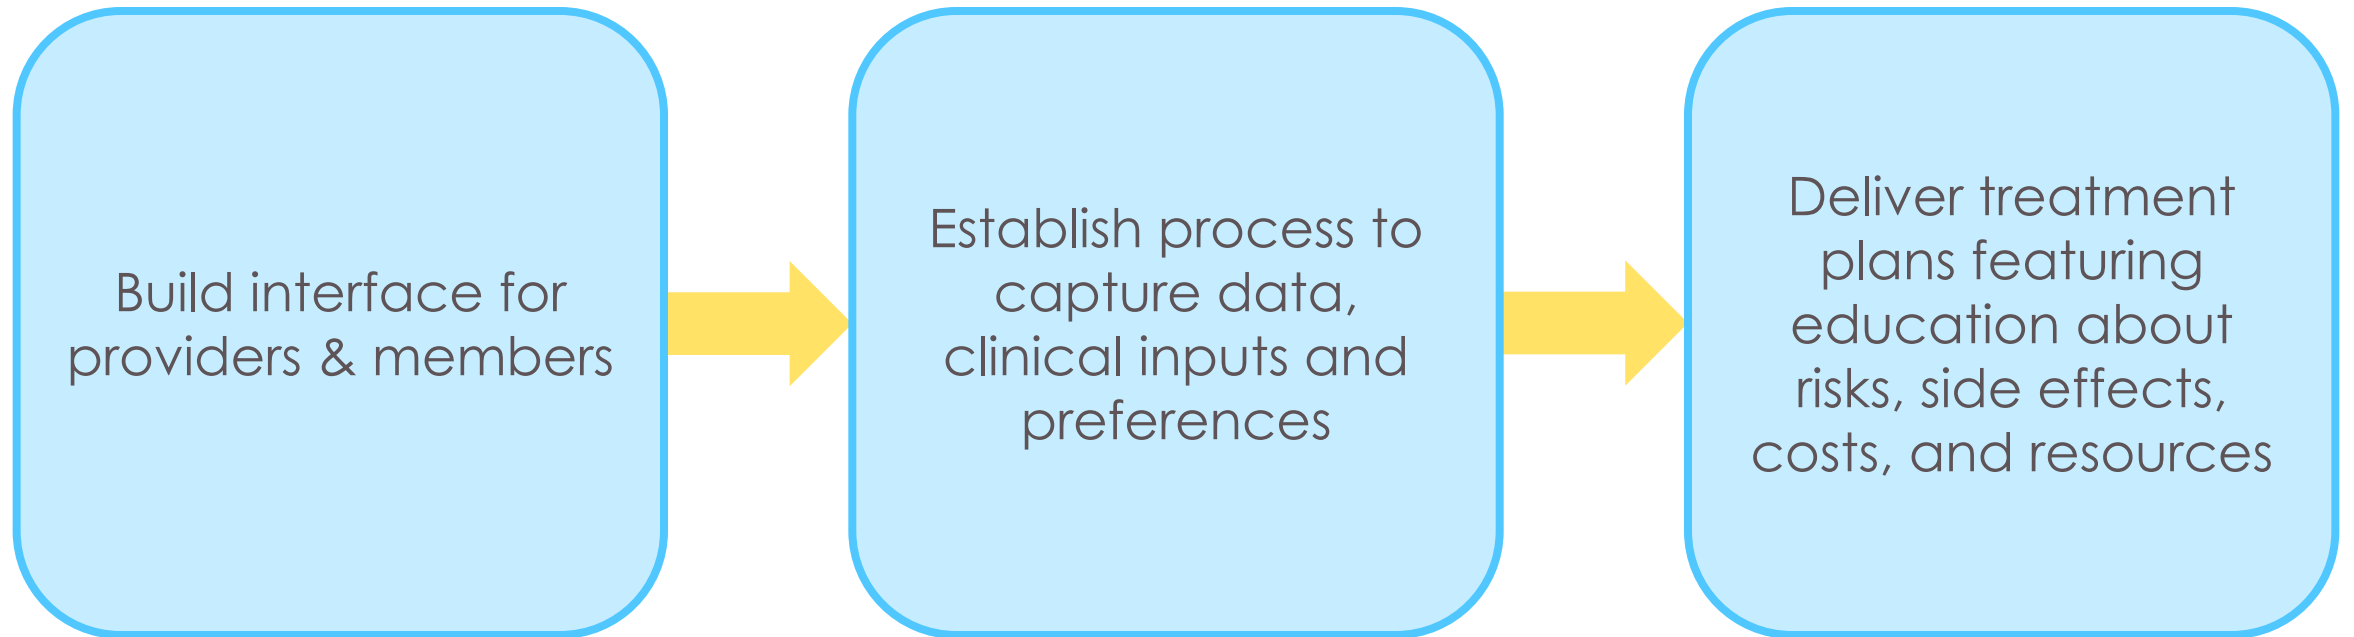 Build interface for
providers & members
Establish process to
capture data,
clinical inputs and
preferences
Deliver treatment
plans featuring
education about
risks, side effects,
costs, and resources